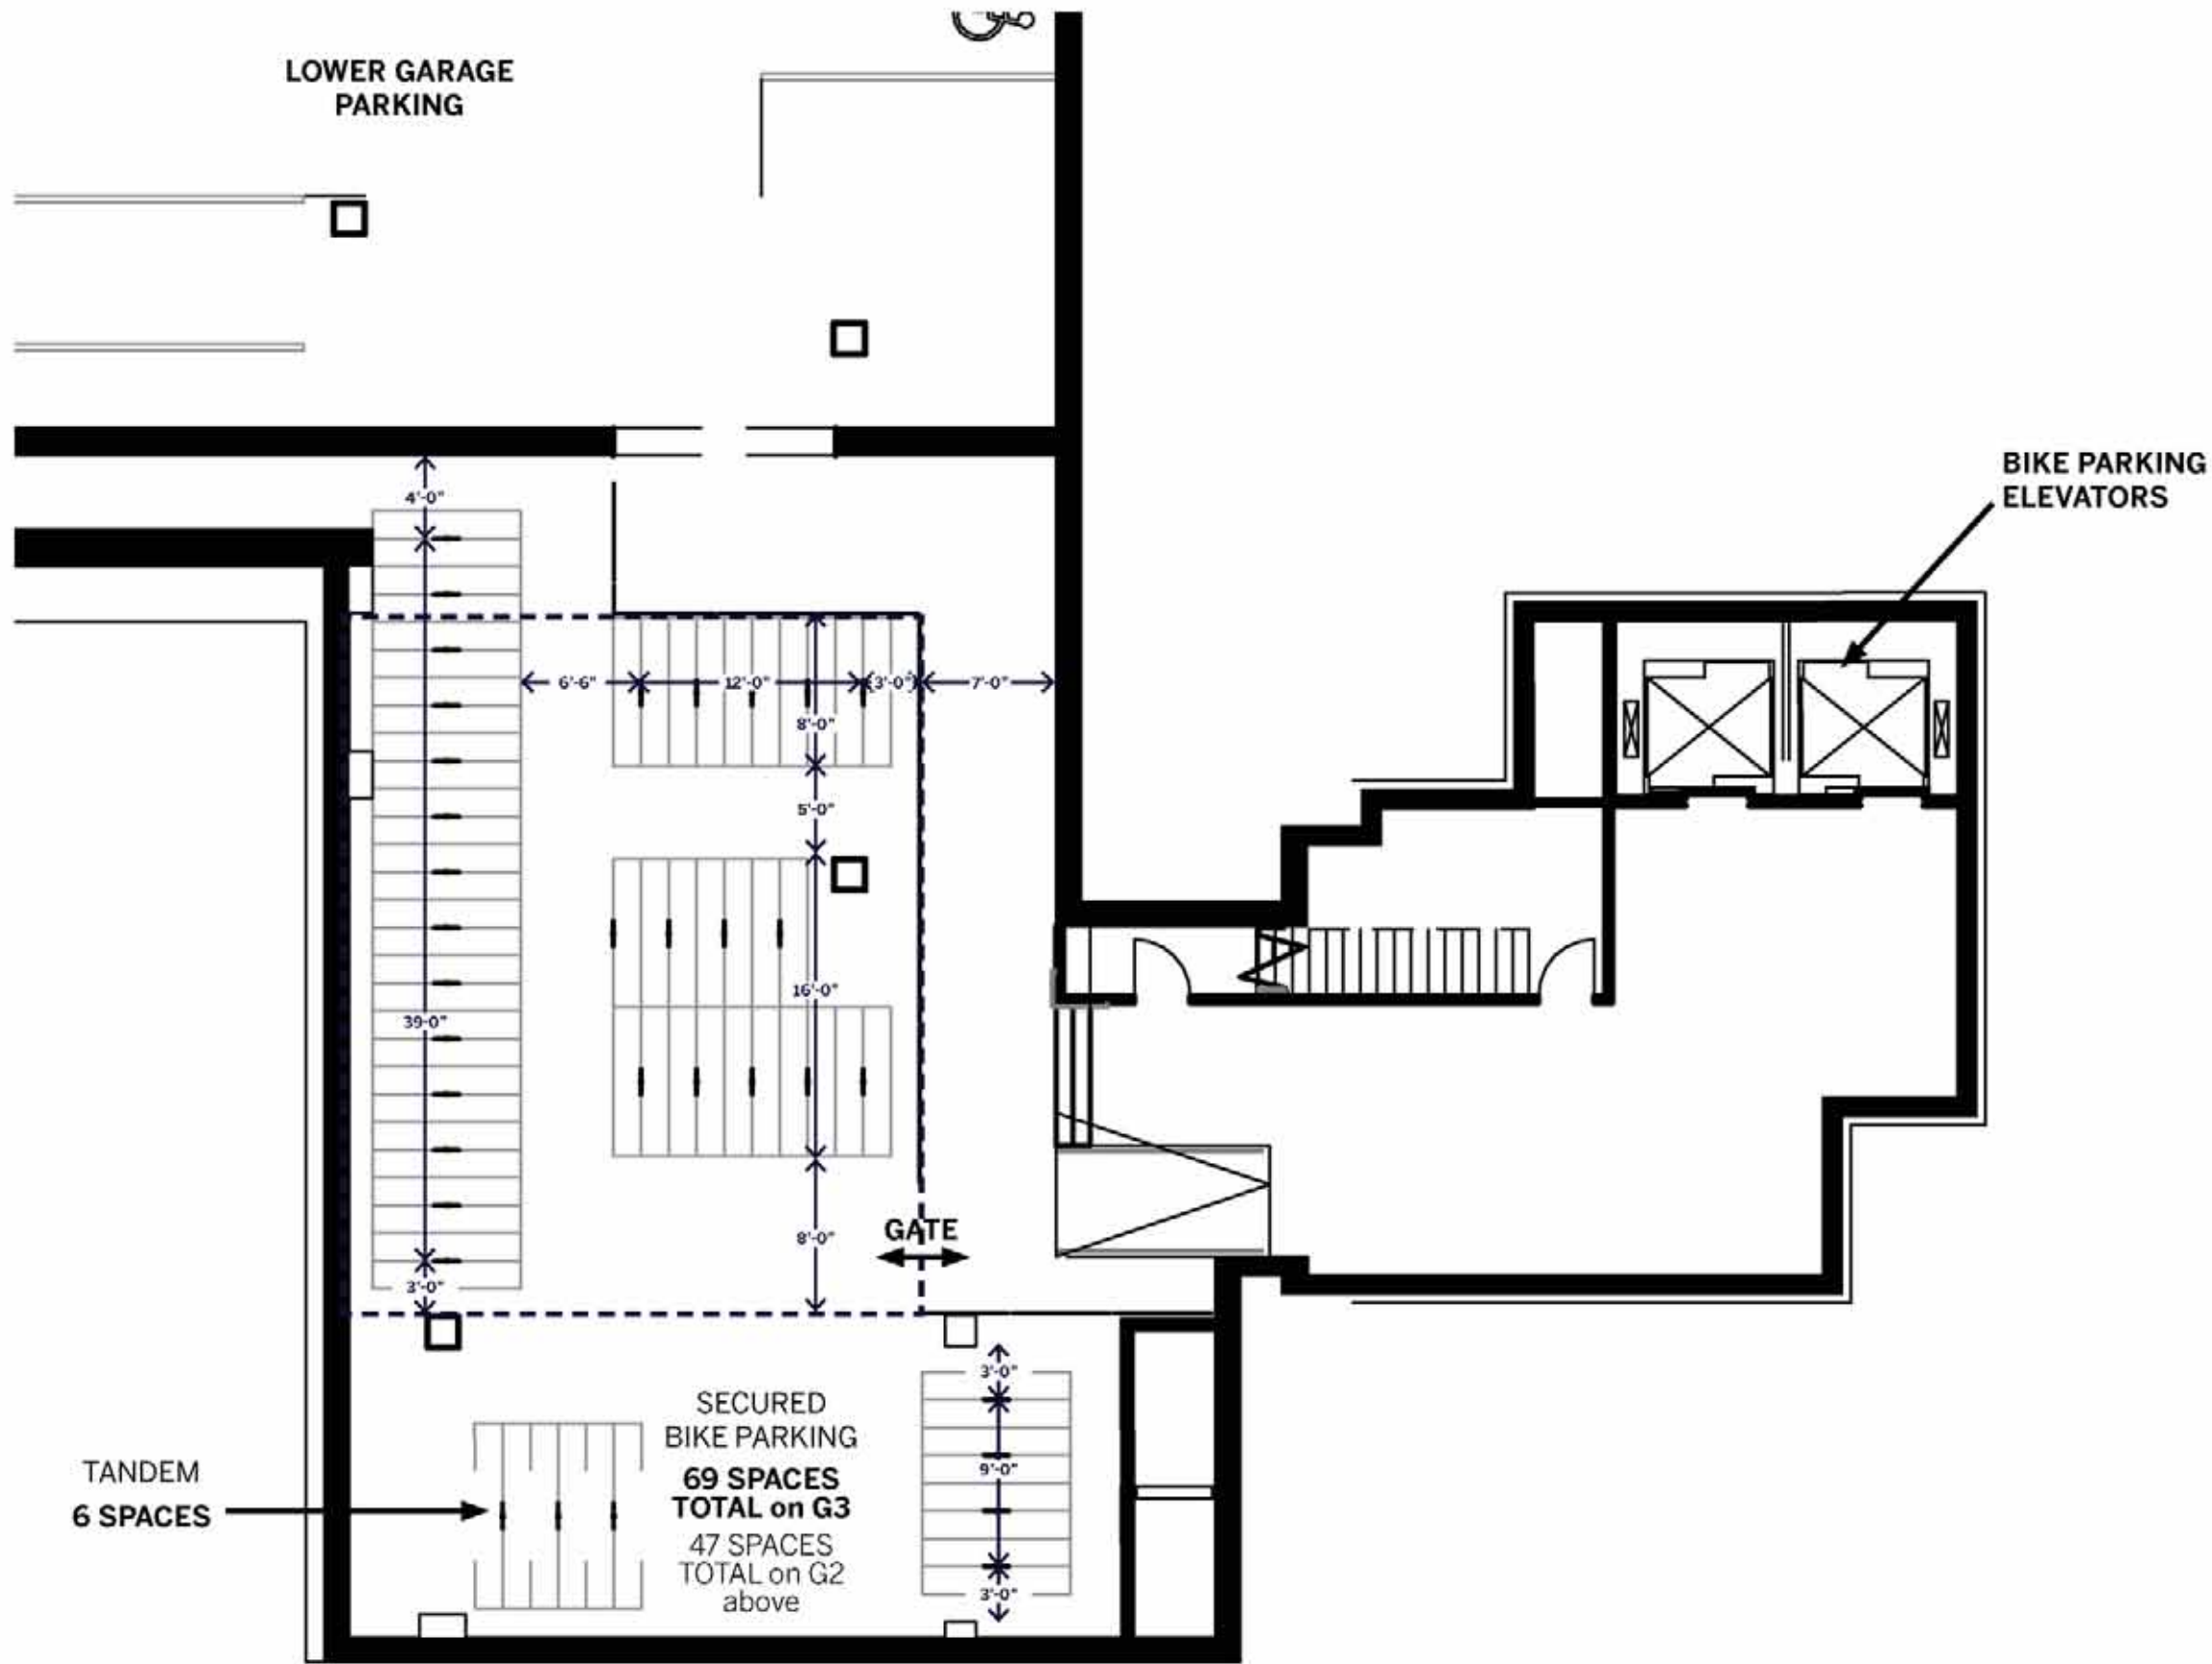 LOWER GARAGE
PARKING
BIKE PARKING
ELEVATORS
4'-0"
6'-6"
12'-0"
3'-0"
7'-0"
8'-0"
5'-0"
16'-0"
39-0"
8'-0"
GATE
3'-0"
3'-0"
SECURED
BIKE PARKING
69 SPACES
TOTAL on G3
47 SPACES
TOTAL on G2
above
9'-0"
3'-0"
TANDEM
6 SPACES